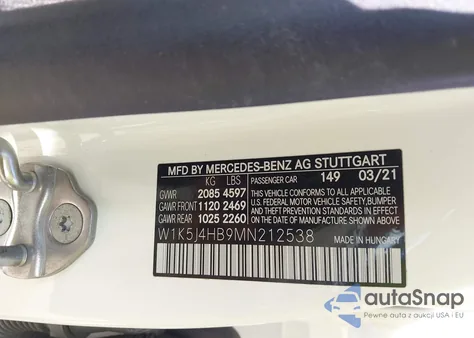 MFD BY MERCEDES-BENZ AG STUTTGART
KG LBS PASSENGER CAR 149 03/21
GVWR 2085 4597
GAWR FRONT 1120 2469
GAWR REAR 1025 2260
THIS VEHICLE CONFORMS TO ALL APPLICABLE
U.S. FEDERAL MOTOR VEHICLE SAFETY, BUMPER
AND THEFT PREVENTION STANDARDS IN EFFECT
ON THE DATE OF MANUFACTURE SHOWN ABOVE.
W1K5J4HB9MN212538
MADE IN HUNGARY
autoSnap
Pewne auta z aukcji USA i EU